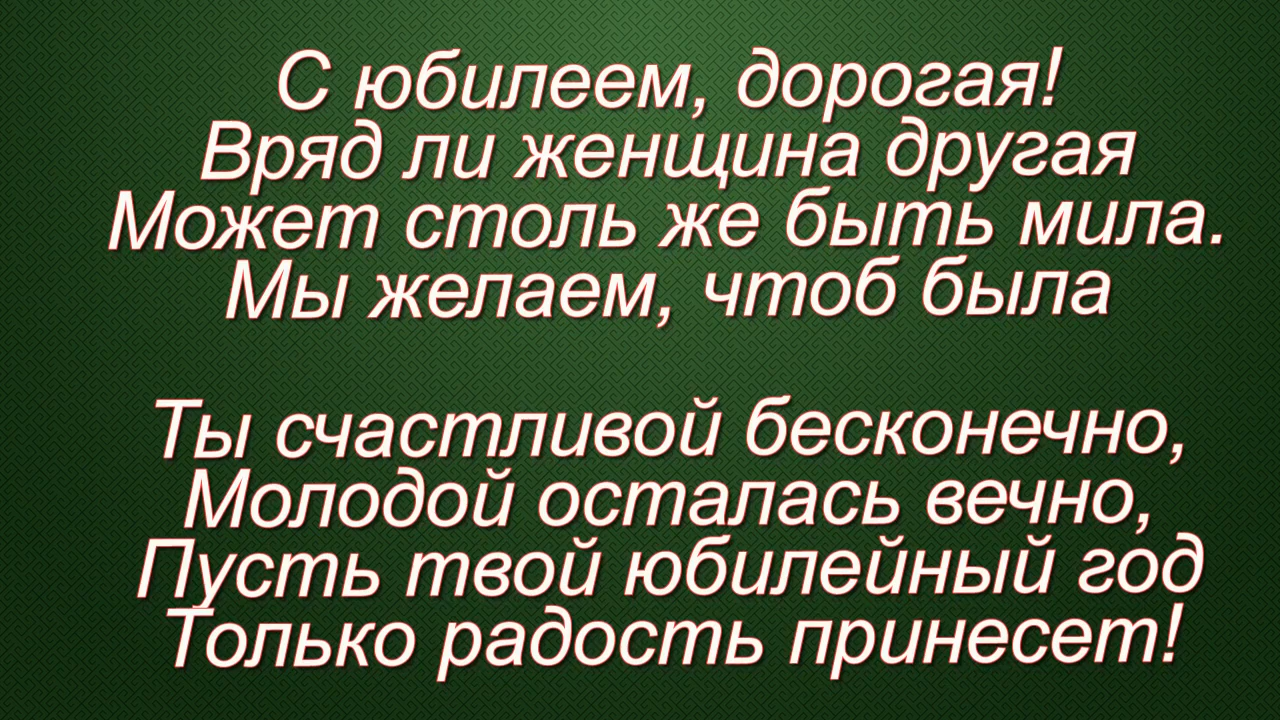 С юбилеем, дорогая!
Вряд ли женщина другая
Может столь же быть мила.
Мы желаем, чтоб была
Ты счастливой бесконечно,
Молодой осталась вечно,
Пусть твой юбилейный год
Только радость принесет!